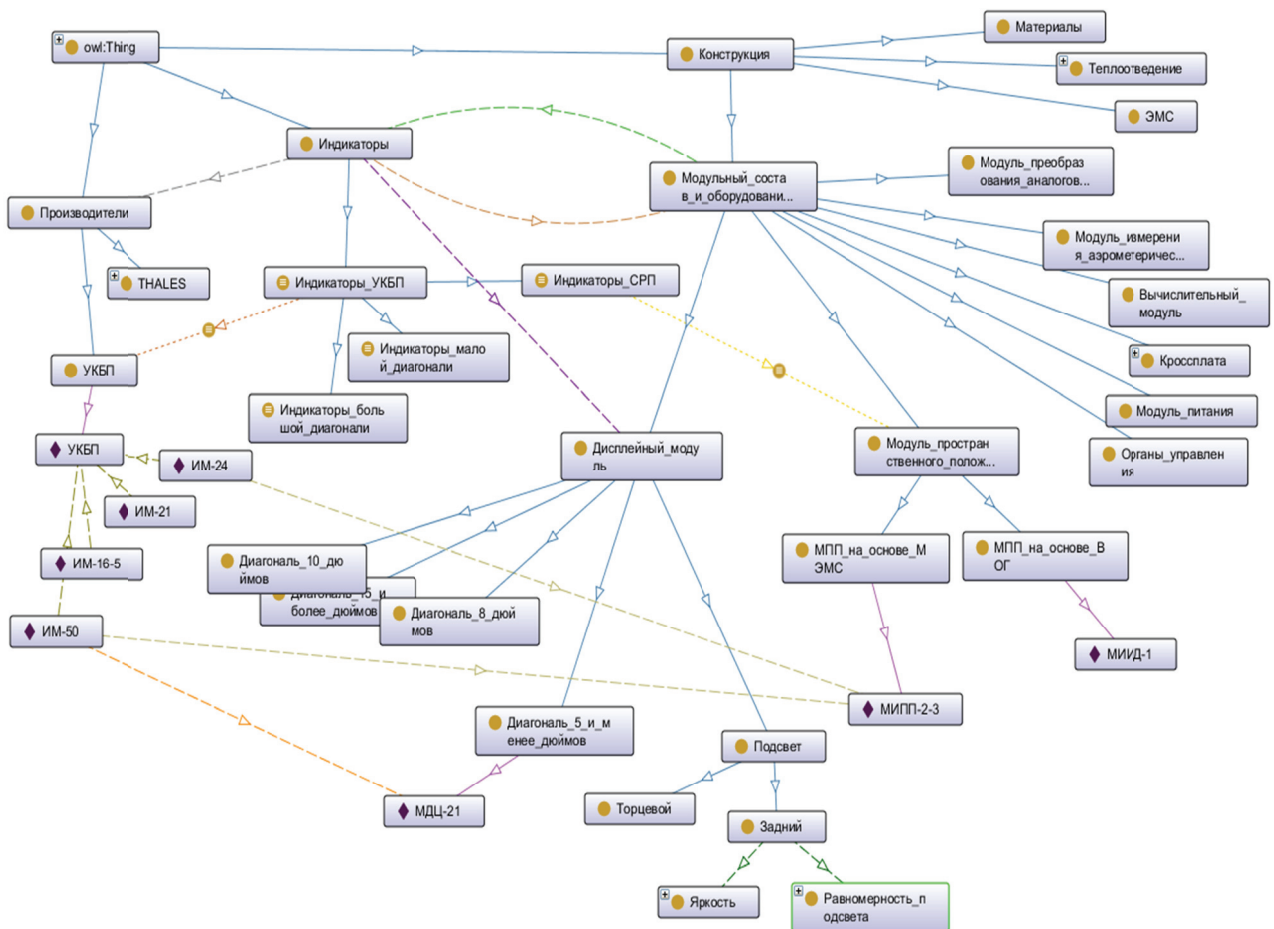 owl:Thing
Конструкция
Материалы
Теплоотведение
ЭМС
Индикаторы
Модульный_соста
в_и_оборудовани...
Модуль_преобраз
ования_аналогов...
Производители
Модуль_измерени
я_аэрометеричес...
THALES
Индикаторы_УКБП
Индикаторы_СРП
Вычислительный_
модуль
Индикаторы_мало
й_диагонали
Кроссплата
УКБП
Индикаторы_боль
шой_диагонали
Модуль_питания
УКБП
ИМ-24
Дисплейный_моду
ль
Модуль_простран
ственного_полож...
Органы_управлен
ия
ИМ-21
ИМ-16-5
Диагональ_10_дю
ймов
Диагональ_15_и
более_дюймов
Диагональ_8_дюй
мов
МПП_на_основе_М
ЭМС
МПП_на_основе_В
ОГ
ИМ-50
МИИД-1
МИПП-2-3
Диагональ_5_и_м
енее_дюймов
Подсвет
МДЦ-21
Торцевой
Задний
Яркость
Равномерность_п
одсвета